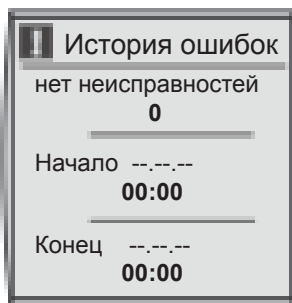 История ошибок
нет неисправностей
0
Начало --.--.--
00:00
Конец --.--.--
00:00